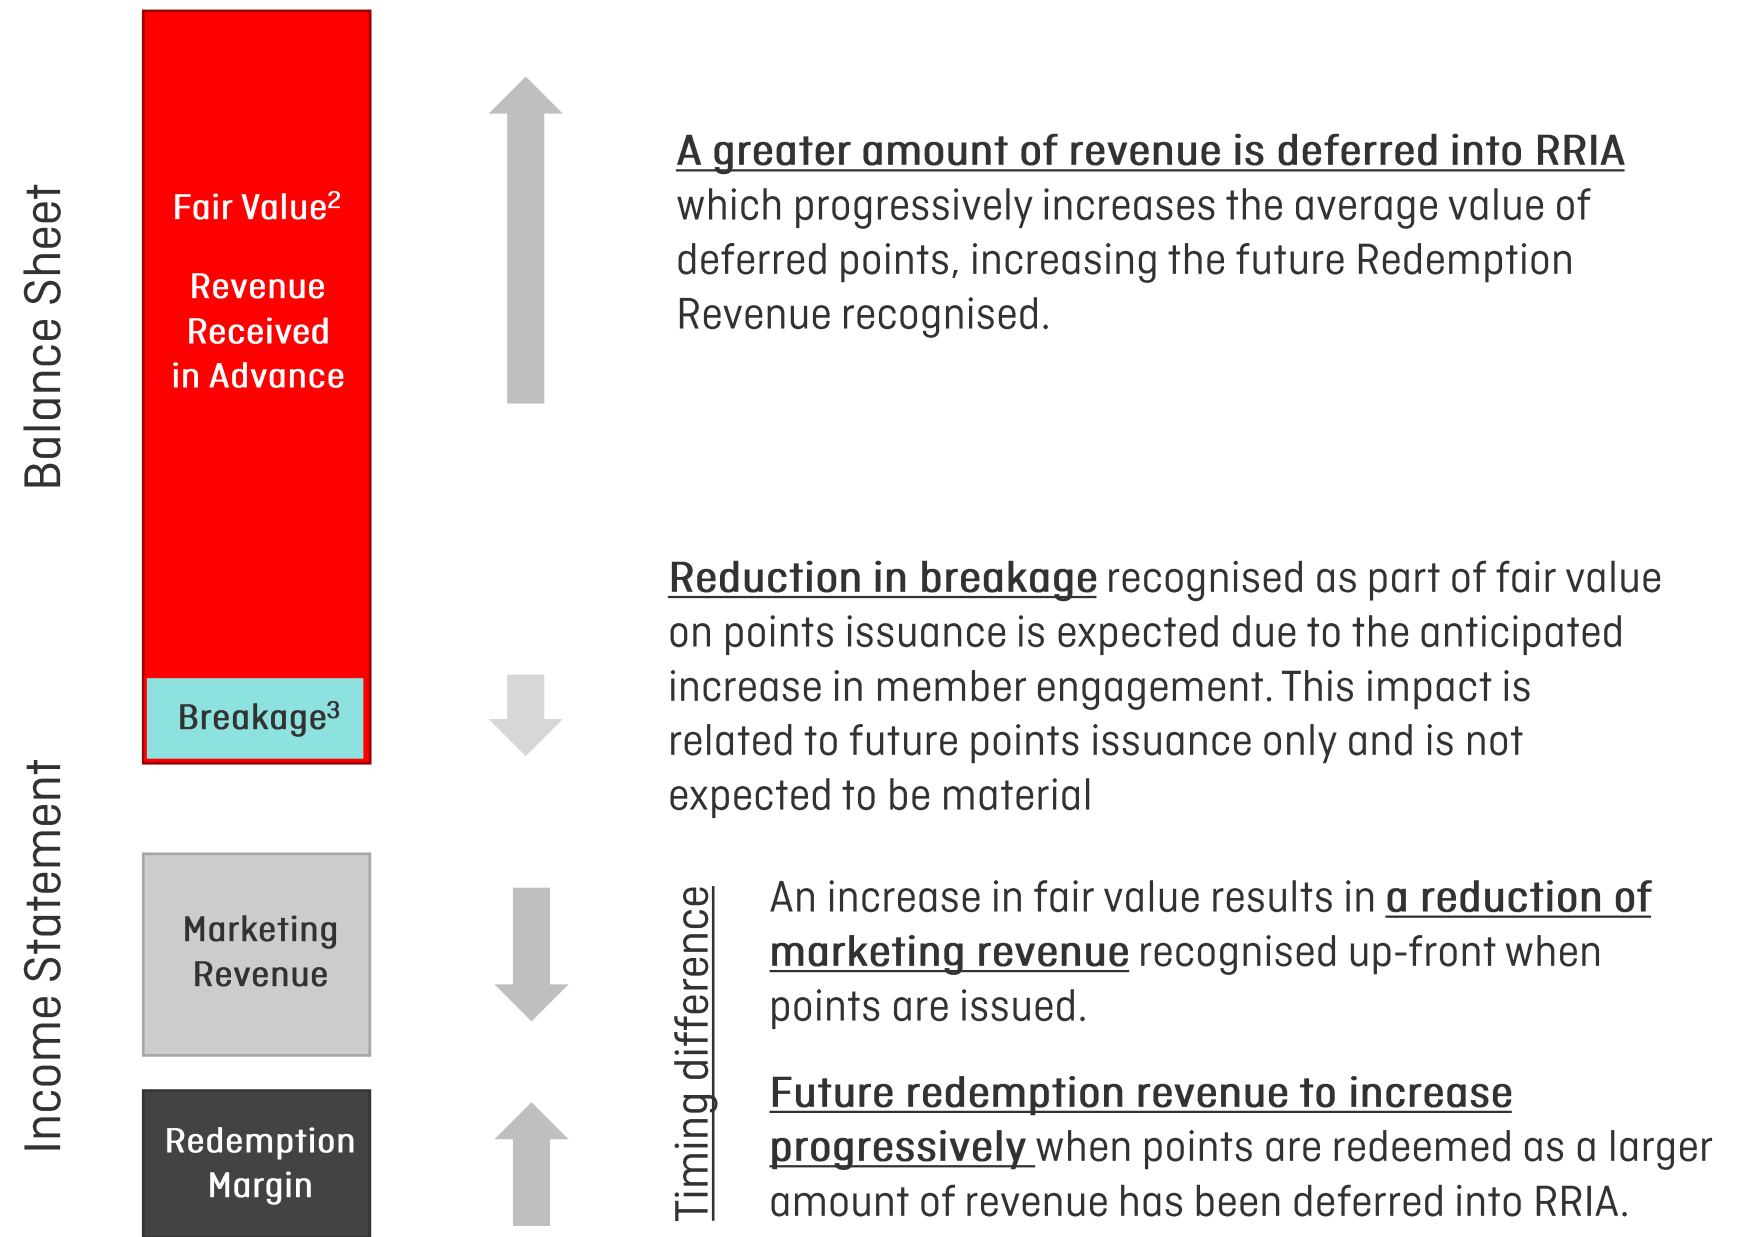 Balance Sheet
Fair Value²
Revenue
Received
in Advance
A greater amount of revenue is deferred into RRIA
which progressively increases the average value of
deferred points, increasing the future Redemption
Revenue recognised.
Breakage³
Reduction in breakage recognised as part of fair value
on points issuance is expected due to the anticipated
increase in member engagement. This impact is
related to future points issuance only and is not
expected to be material
Income Statement
Marketing
Revenue
Timing difference
An increase in fair value results in a reduction of
marketing revenue recognised up-front when
points are issued.
Redemption
Margin
Future redemption revenue to increase
progressively when points are redeemed as a larger
amount of revenue has been deferred into RRIA.